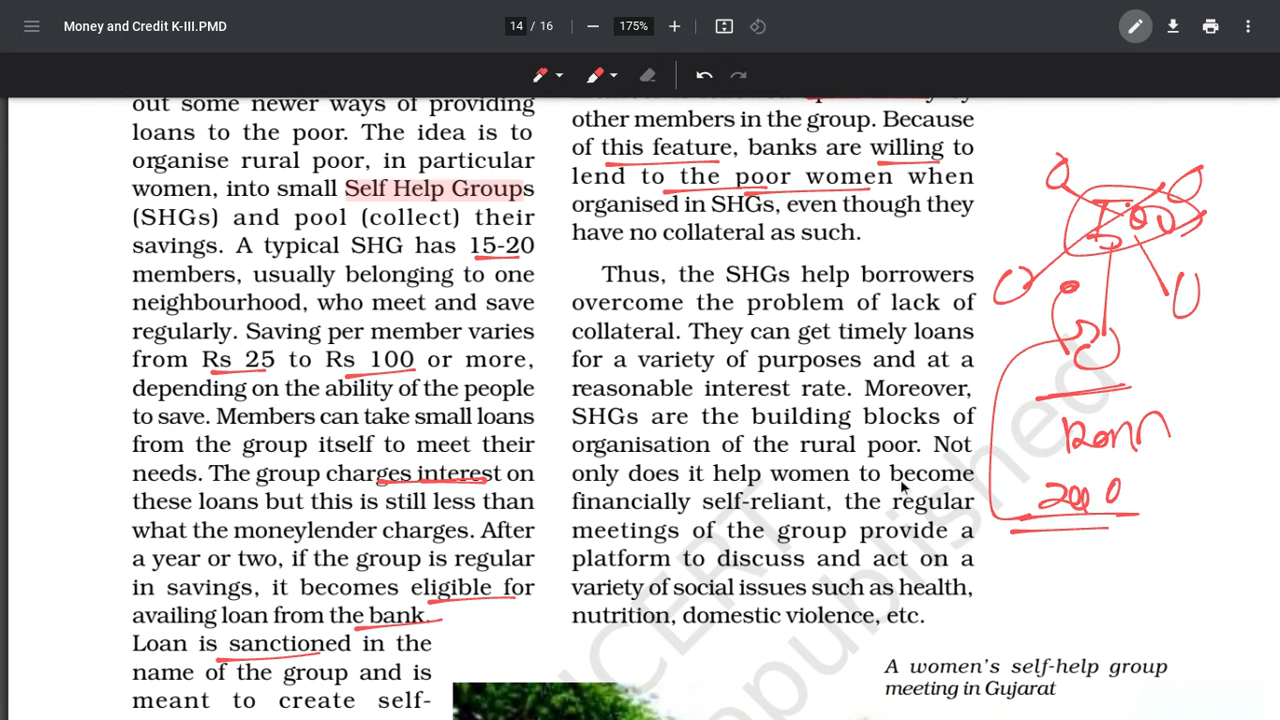 Money and Credit K-III.PMD
14 / 16
175%
out some newer ways of providing
loans to the poor. The idea is to
organise rural poor, in particular
women, into small Self Help Groups
(SHGs) and pool (collect) their
savings. A typical SHG has 15-20
members, usually belonging to one
neighbourhood, who meet and save
regularly. Saving per member varies
from Rs 25 to Rs 100 or more,
depending on the ability of the people
to save. Members can take small loans
from the group itself to meet their
needs. The group charges interest on
these loans but this is still less than
what the moneylender charges. After
a year or two, if the group is regular
in savings, it becomes eligible for
availing loan from the bank.
Loan is sanctioned in the
name of the group and is
meant to create self-
other members in the group. Because
of this feature, banks are willing to
lend to the poor women when
organised in SHGs, even though they
have no collateral as such.
Thus, the SHGs help borrowers
overcome the problem of lack of
collateral. They can get timely loans
for a variety of purposes and at a
reasonable interest rate. Moreover,
SHGs are the building blocks of
organisation of the rural poor. Not
only does it help women to become
financially self-reliant, the regular
meetings of the group provide a
platform to discuss and act on a
variety of social issues such as health,
nutrition, domestic violence, etc.
A women's self-help group
meeting in Gujarat